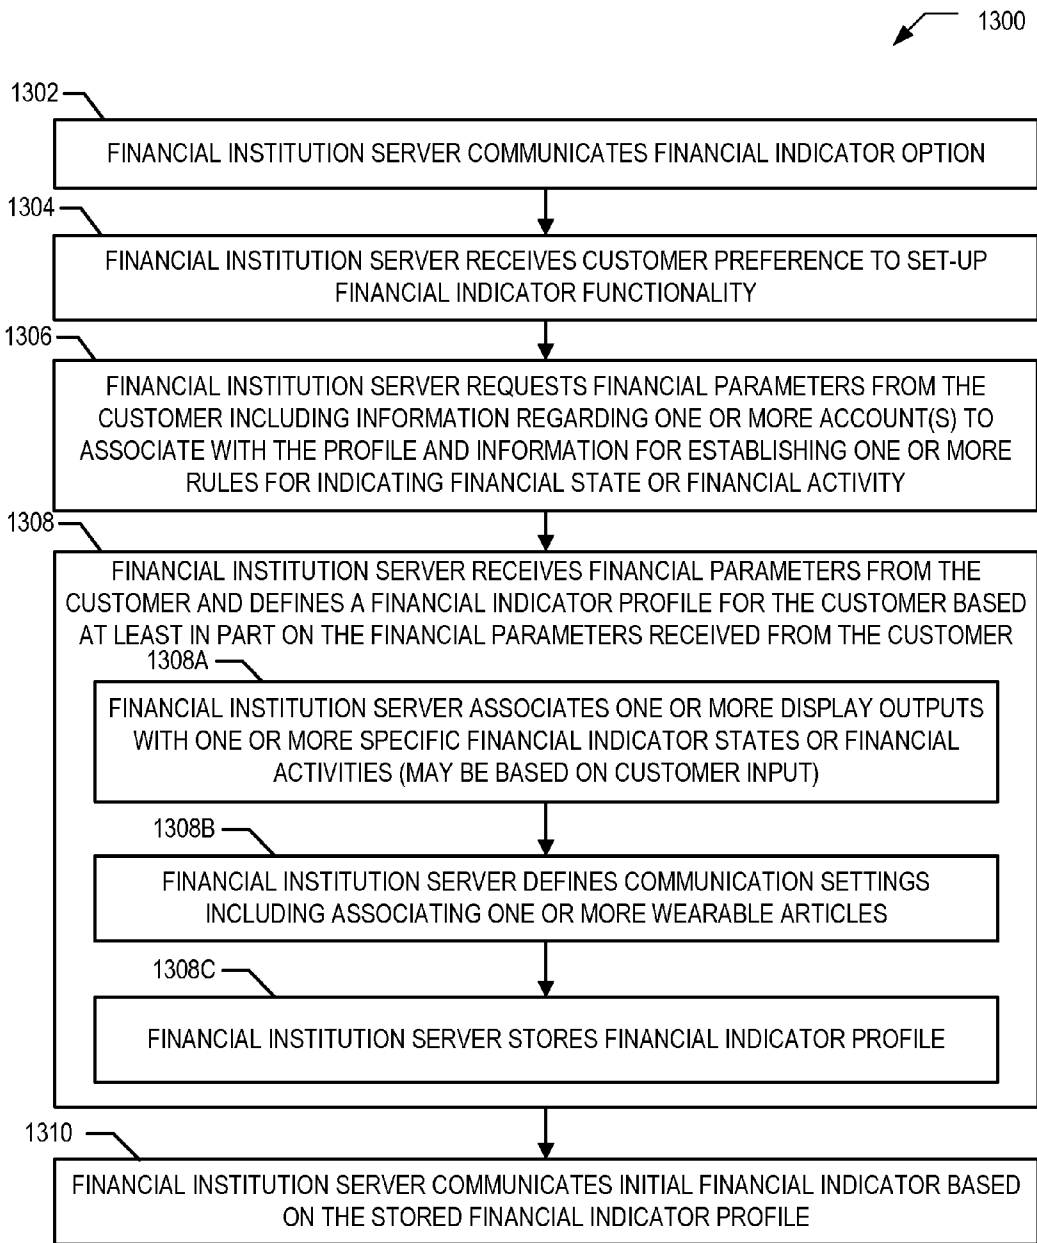 1300
1302
FINANCIAL INSTITUTION SERVER COMMUNICATES FINANCIAL INDICATOR OPTION
1304
FINANCIAL INSTITUTION SERVER RECEIVES CUSTOMER PREFERENCE TO SET-UP
FINANCIAL INDICATOR FUNCTIONALITY
1306
FINANCIAL INSTITUTION SERVER REQUESTS FINANCIAL PARAMETERS FROM THE
CUSTOMER INCLUDING INFORMATION REGARDING ONE OR MORE ACCOUNT(S) TO
ASSOCIATE WITH THE PROFILE AND INFORMATION FOR ESTABLISHING ONE OR MORE
RULES FOR INDICATING FINANCIAL STATE OR FINANCIAL ACTIVITY
1308
FINANCIAL INSTITUTION SERVER RECEIVES FINANCIAL PARAMETERS FROM THE
CUSTOMER AND DEFINES A FINANCIAL INDICATOR PROFILE FOR THE CUSTOMER BASED
AT LEAST IN PART ON THE FINANCIAL PARAMETERS RECEIVED FROM THE CUSTOMER
1308A
FINANCIAL INSTITUTION SERVER ASSOCIATES ONE OR MORE DISPLAY OUTPUTS
WITH ONE OR MORE SPECIFIC FINANCIAL INDICATOR STATES OR FINANCIAL
ACTIVITIES (MAY BE BASED ON CUSTOMER INPUT)
1308B
FINANCIAL INSTITUTION SERVER DEFINES COMMUNICATION SETTINGS
INCLUDING ASSOCIATING ONE OR MORE WEARABLE ARTICLES
1308C
FINANCIAL INSTITUTION SERVER STORES FINANCIAL INDICATOR PROFILE
1310
FINANCIAL INSTITUTION SERVER COMMUNICATES INITIAL FINANCIAL INDICATOR BASED
ON THE STORED FINANCIAL INDICATOR PROFILE